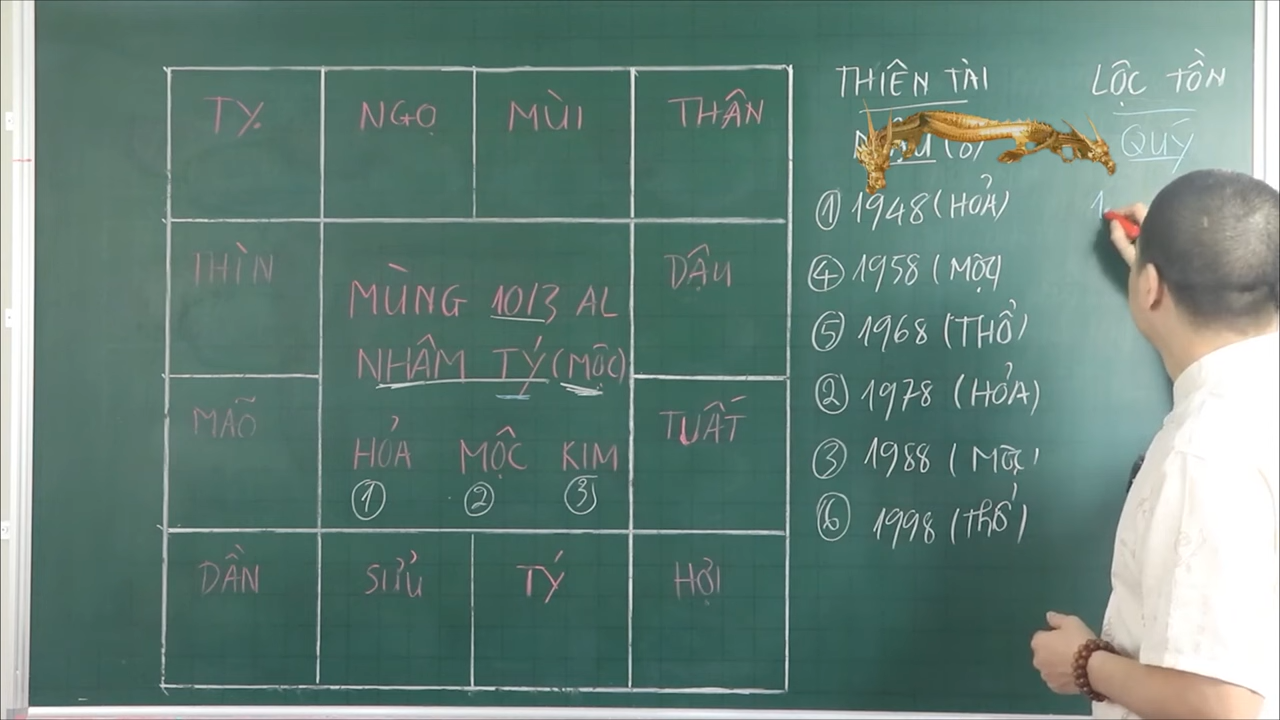 TỴ NGỌ MÙI THÂN
THÌN DẬU
MÙNG 10/3 AL
NHÂM TÝ (MỘC)
MÃO TUẤT
HỎA MỘC KIM
1 2 3
DẦN SỬU TÝ HỢI
THIÊN TÀI
(8)
1 1948 (HỎA)
4 1958 (MỘC)
5 1968 (THỔ)
2 1978 (HỎA)
3 1988 (MỘC)
6 1998 (THỔ)
LỘC TỒN
QUÝ
1